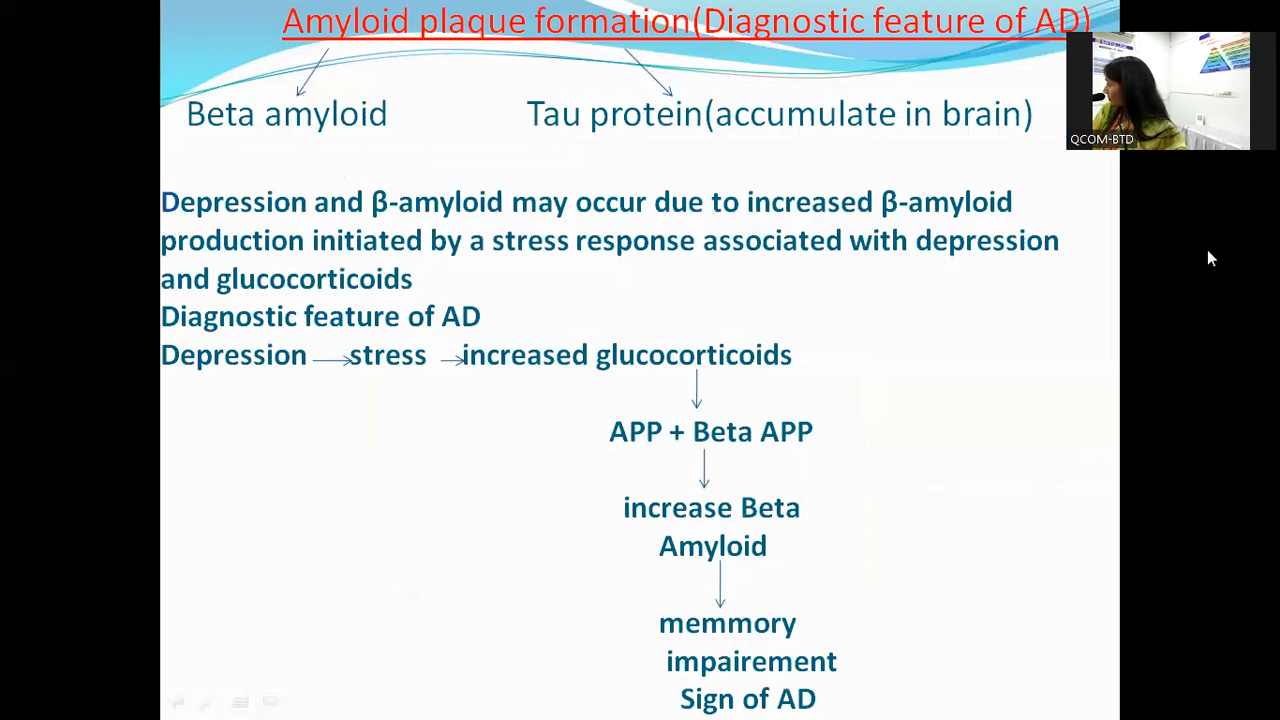 Amyloid plaque formation(Diagnostic feature of AD)
Beta amyloid
Tau protein(accumulate in brain)
QCOM-BTD
Depression and β-amyloid may occur due to increased β-amyloid
production initiated by a stress response associated with depression
and glucocorticoids
Diagnostic feature of AD
Depression stress increased glucocorticoids
APP + Beta APP
increase Beta
Amyloid
memmory
impairement
Sign of AD